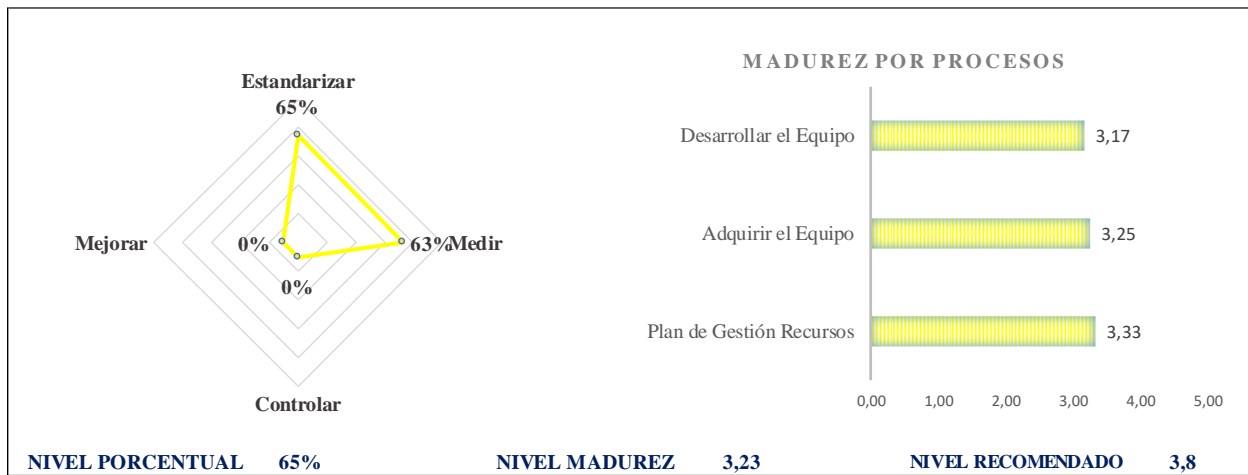 Estandarizar
65%
Mejorar
0%
63%
Medir
0%
Controlar
MADUREZ POR PROCESOS
Desarrollar el Equipo
3,17
Adquirir el Equipo
3,25
Plan de Gestión Recursos
3,33
0,00 1,00 2,00 3,00 4,00 5,00
NIVEL PORCENTUAL 65% NIVEL MADUREZ 3,23 NIVEL RECOMENDADO 3,8